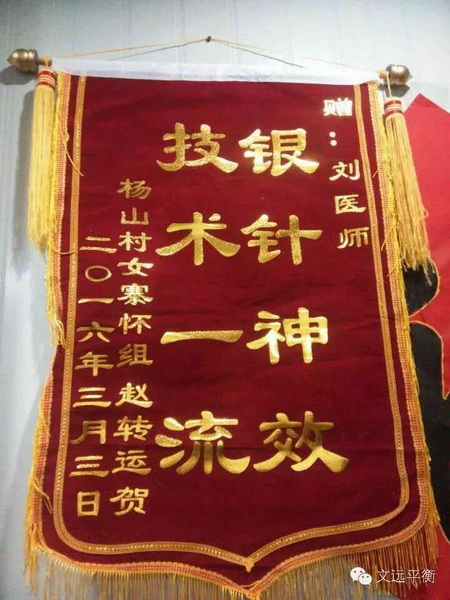 赠：刘医师
银针神效
技术一流
杨山村女寨怀组赵转运贺
二〇一六年三月三日
文远平衡